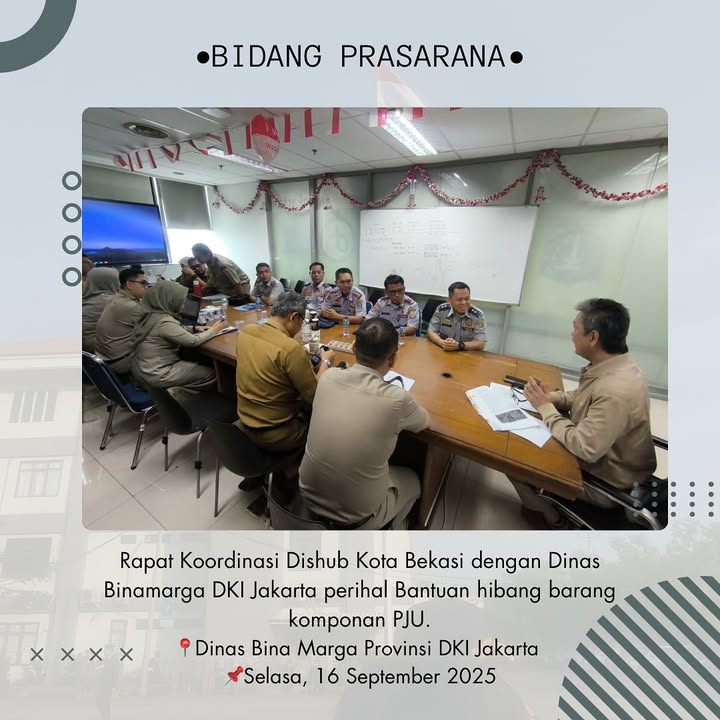 •BIDANG PRASARANA•
Rapat Koordinasi Dishub Kota Bekasi dengan Dinas
Binamarga DKI Jakarta perihal Bantuan hibang barang
komponan PJU.
📍Dinas Bina Marga Provinsi DKI Jakarta
📌Selasa, 16 September 2025